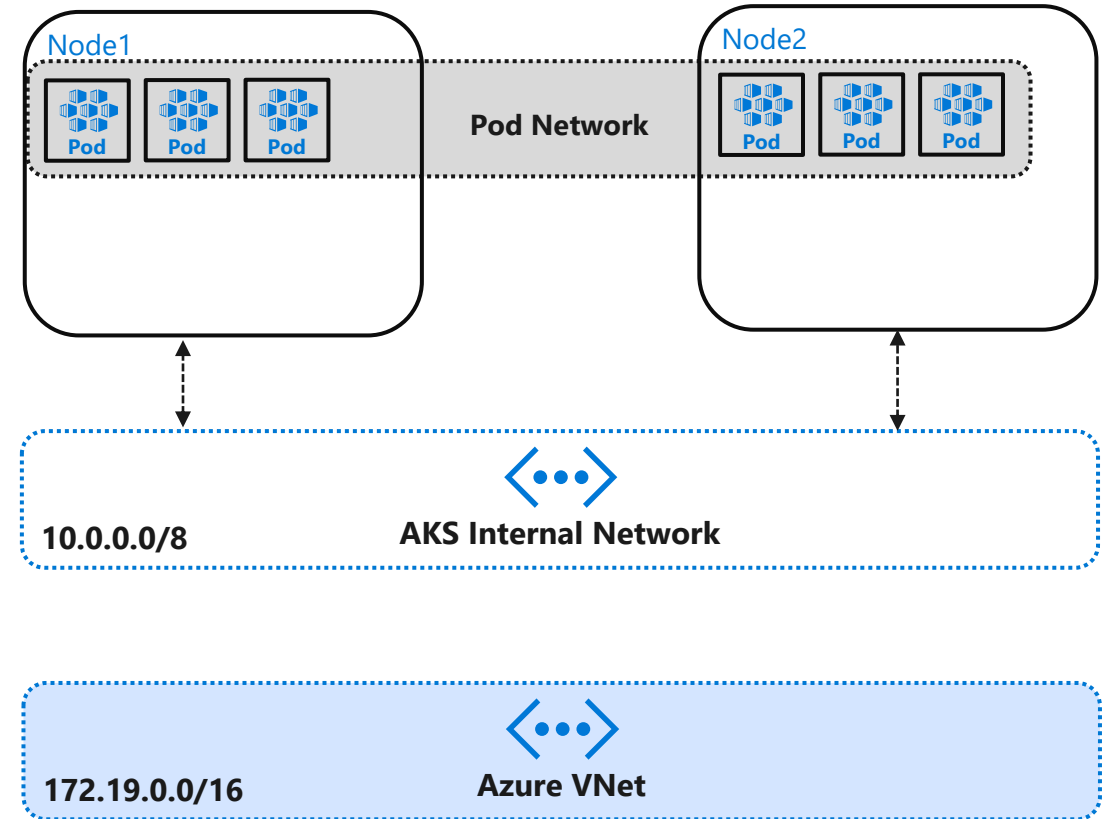 Node1
Node2
Pod
Pod
Pod
Pod Network
Pod
Pod
Pod
10.0.0.0/8
AKS Internal Network
172.19.0.0/16
Azure VNet